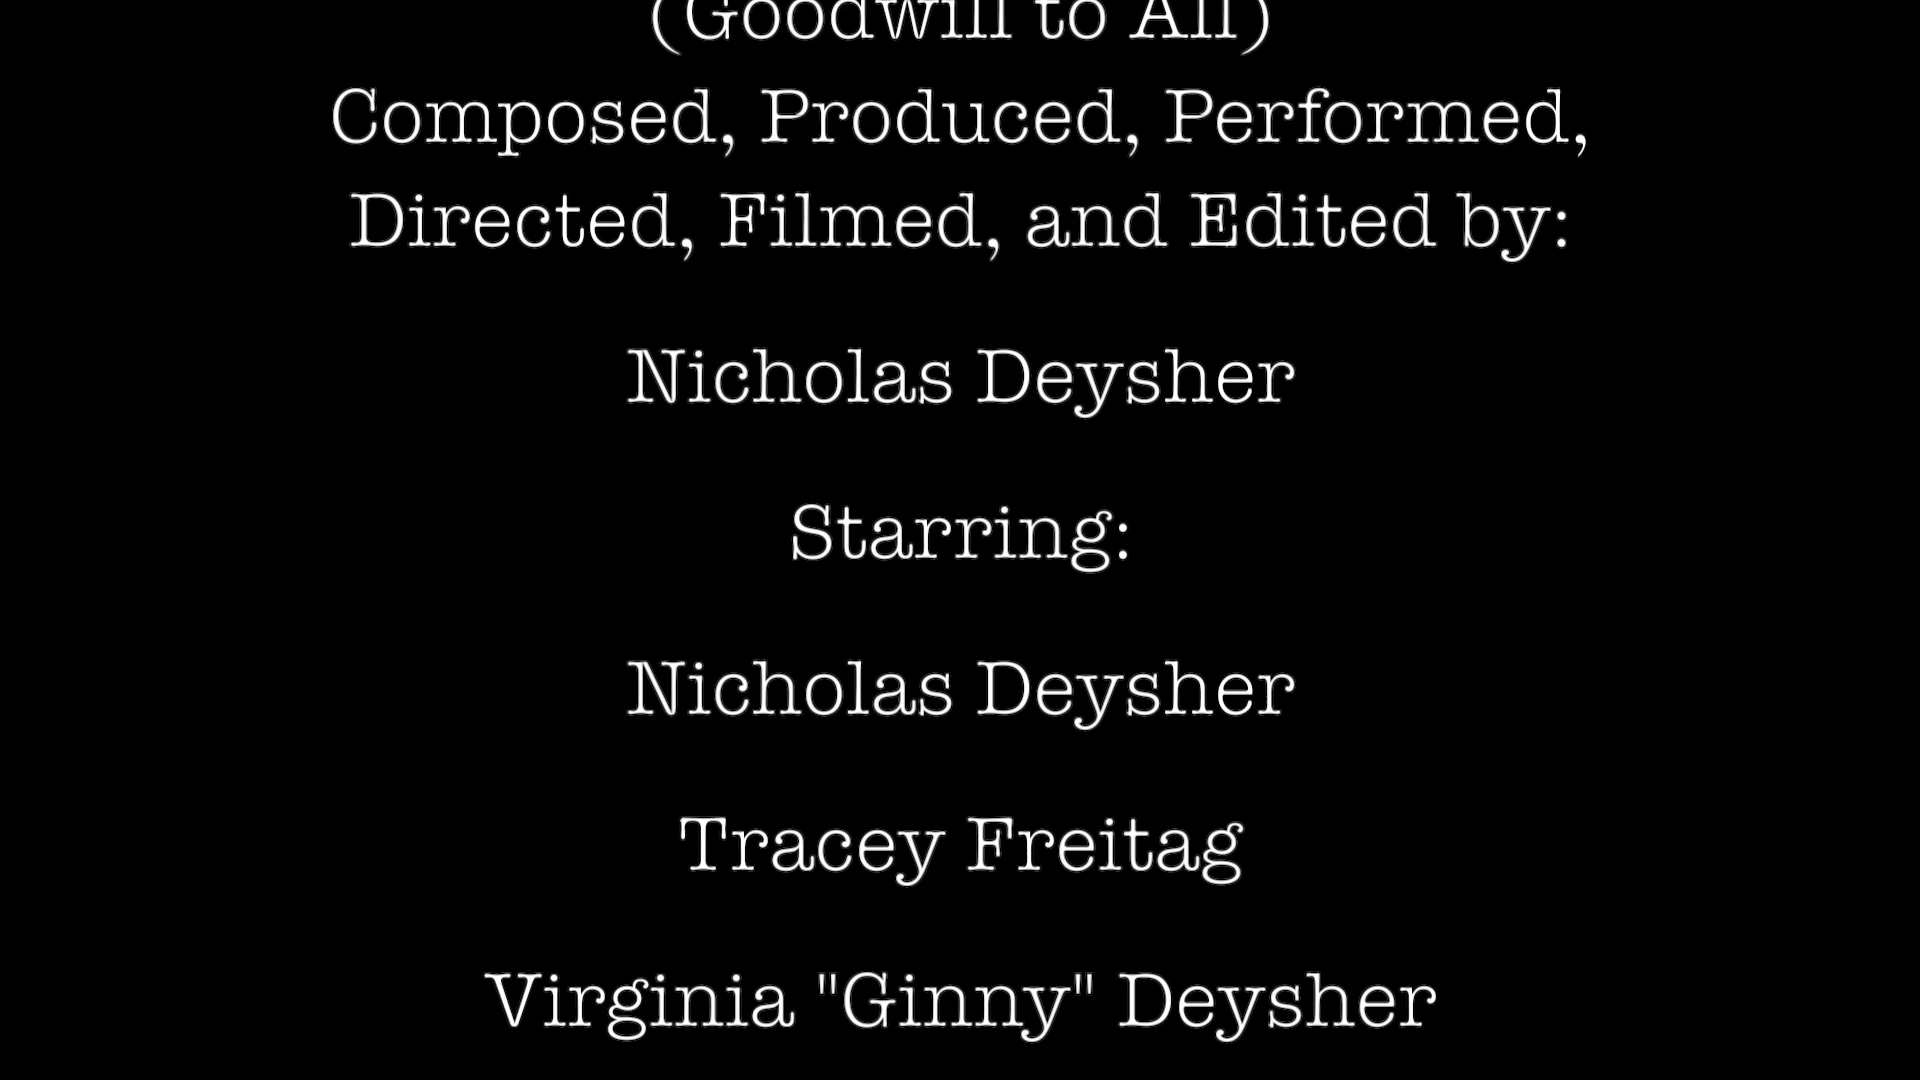 (Goodwill to All)
Composed, Produced, Performed,
Directed, Filmed, and Edited by:
Nicholas Deysher
Starring:
Nicholas Deysher
Tracey Freitag
Virginia "Ginny" Deysher